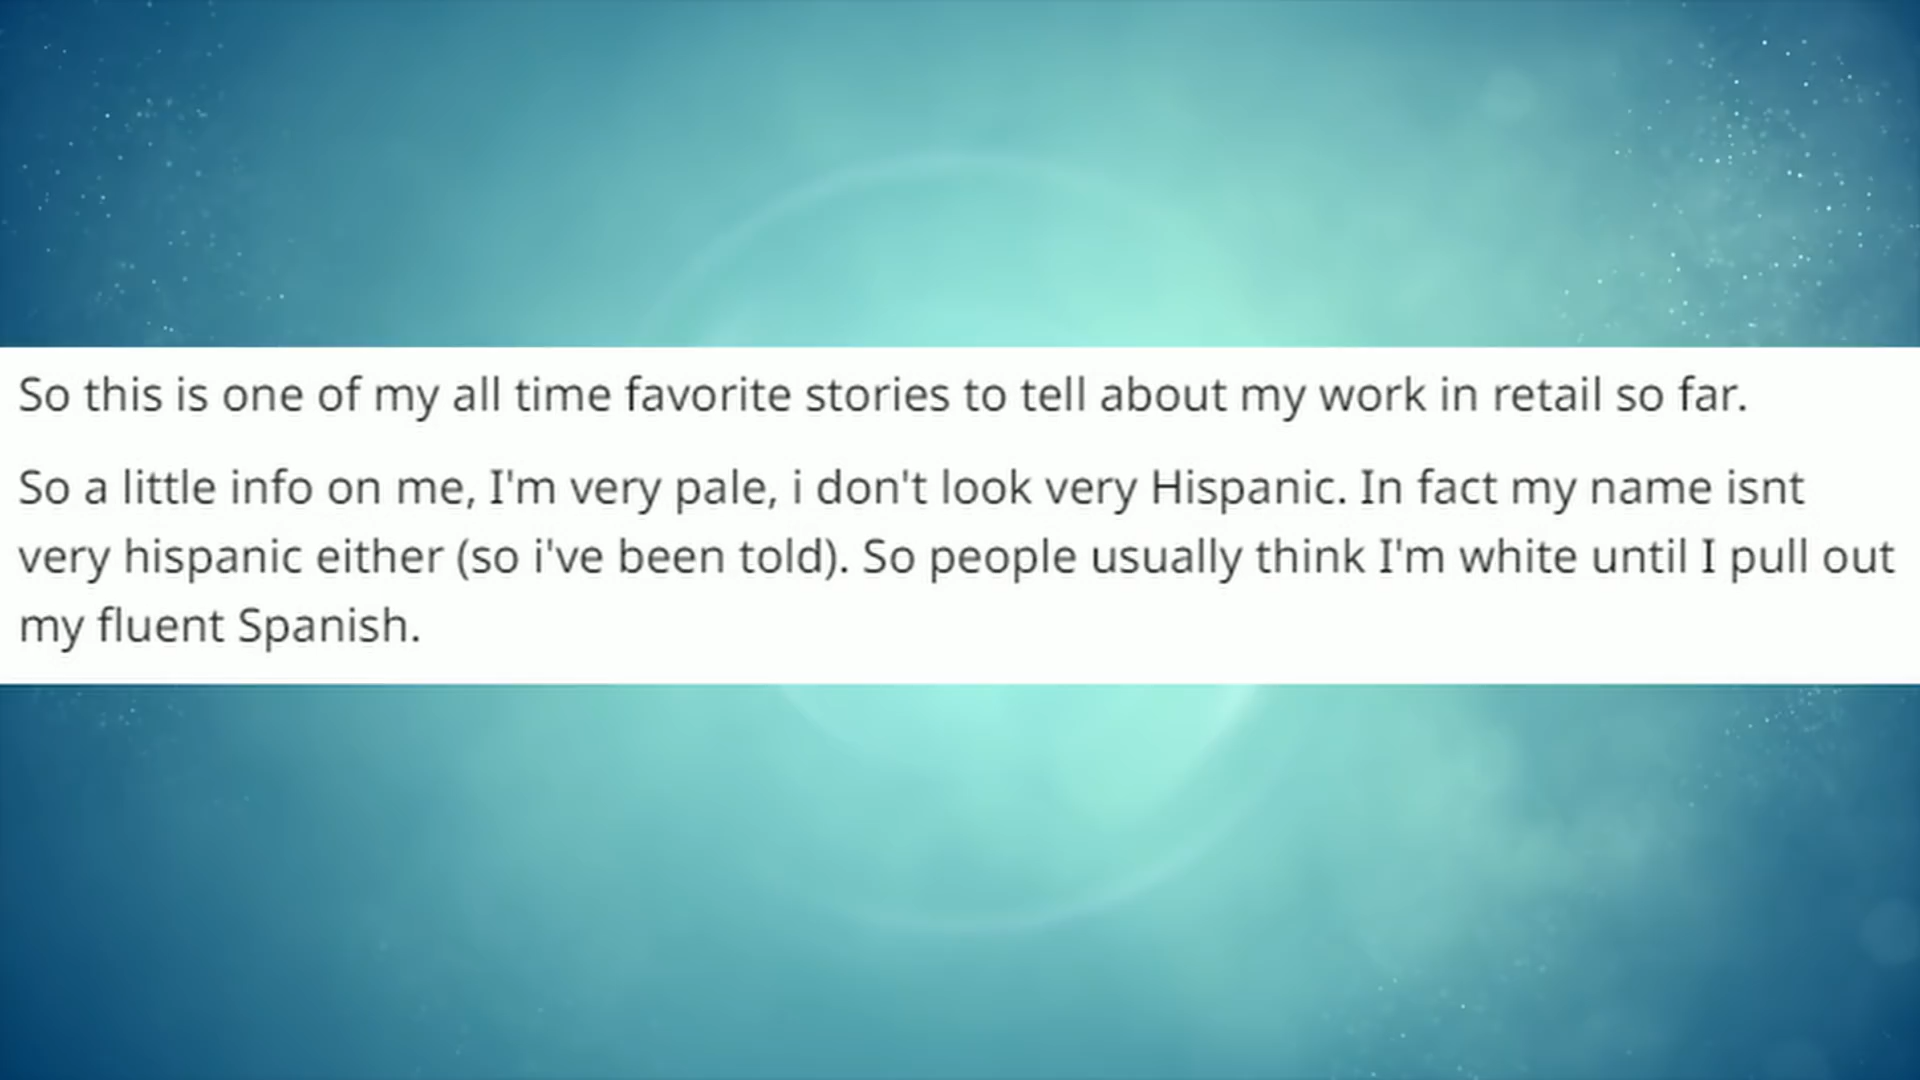 So this is one of my all time favorite stories to tell about my work in retail so far.
So a little info on me, I'm very pale, i don't look very Hispanic. In fact my name isnt
very hispanic either (so i've been told). So people usually think I'm white until I pull out
my fluent Spanish.